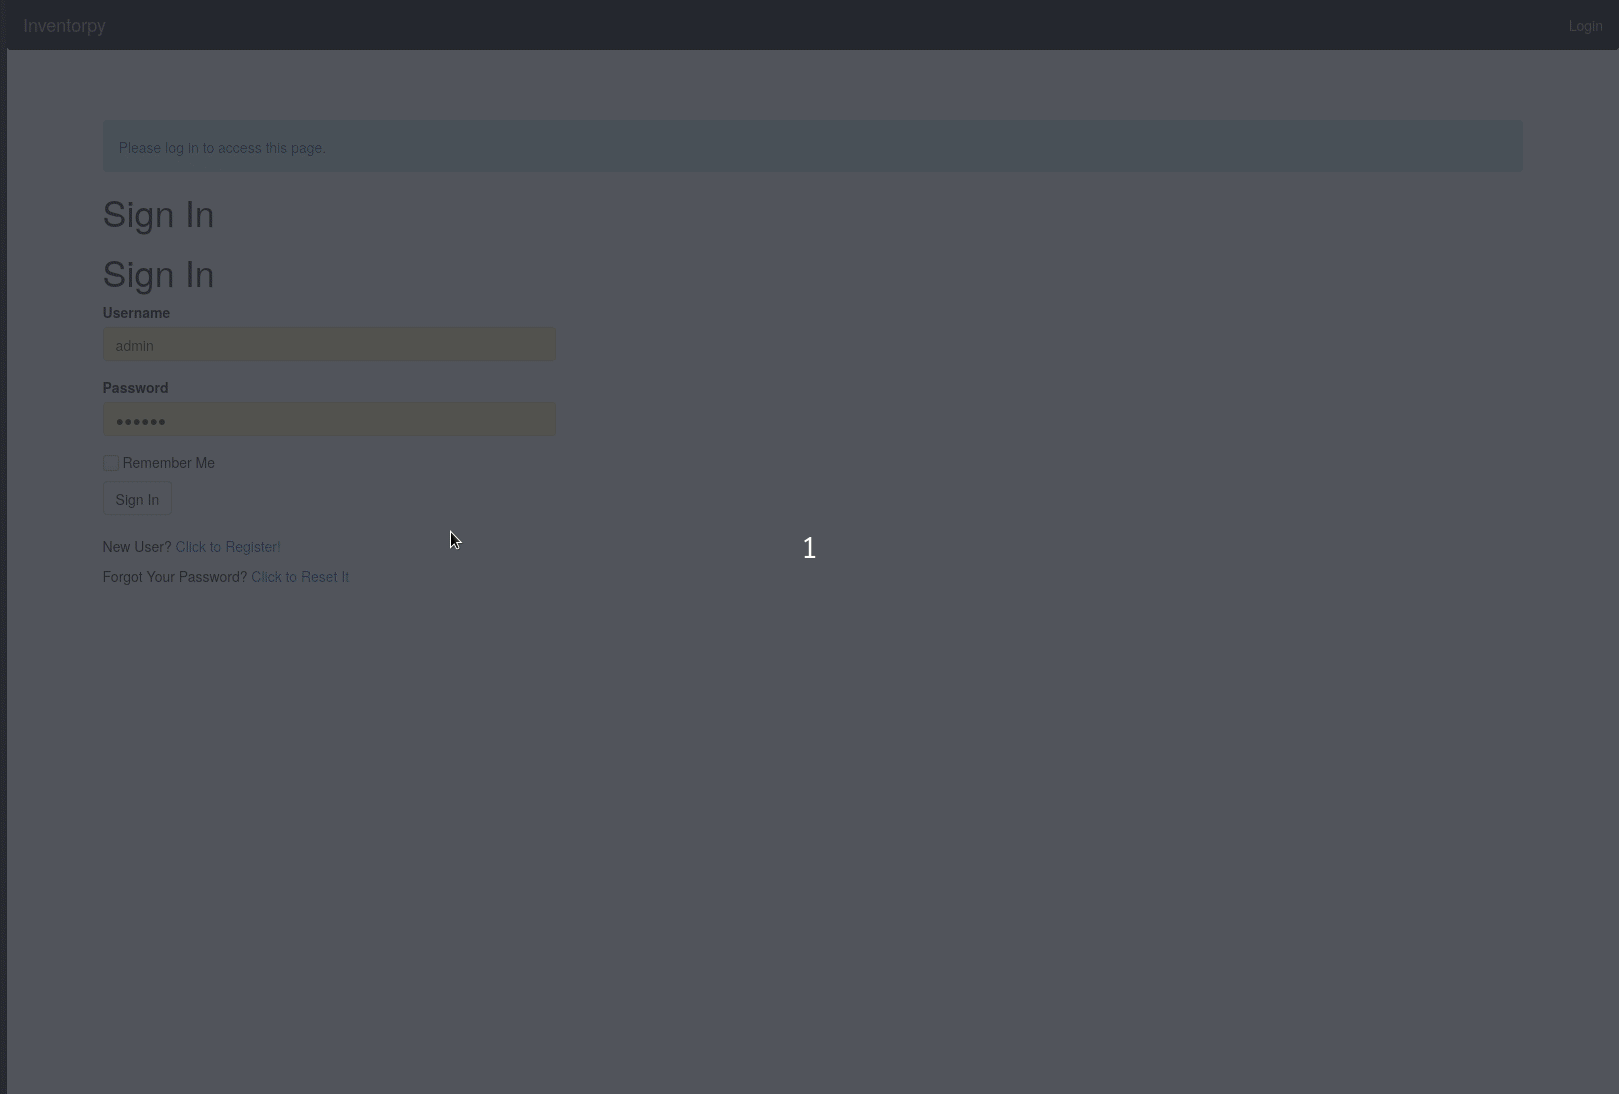 Inventorpy
Login
Please log in to access this page.
Sign In
Sign In
Username
admin
Password
••••••
Remember Me
Sign In
New User? Click to Register!
Forgot Your Password? Click to Reset It
1